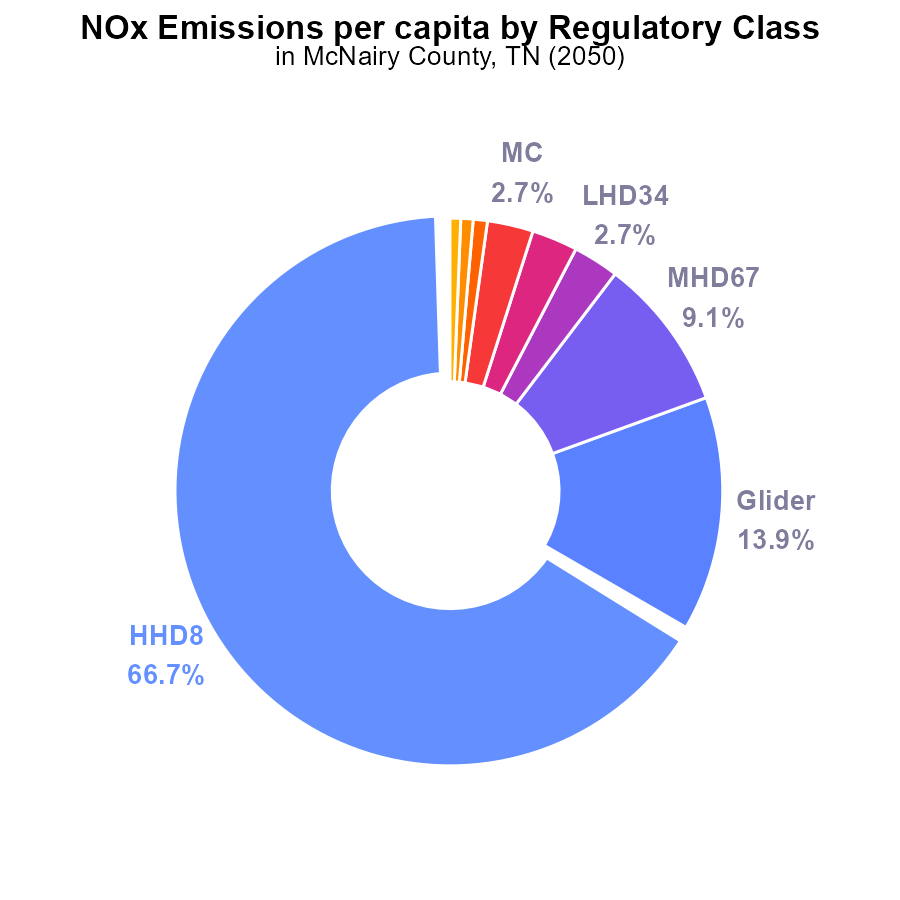 NOx Emissions per capita by Regulatory Class
in McNairy County, TN (2050)
MC
2.7%
LHD34
2.7%
MHD67
9.1%
Glider
13.9%
HHD8
66.7%